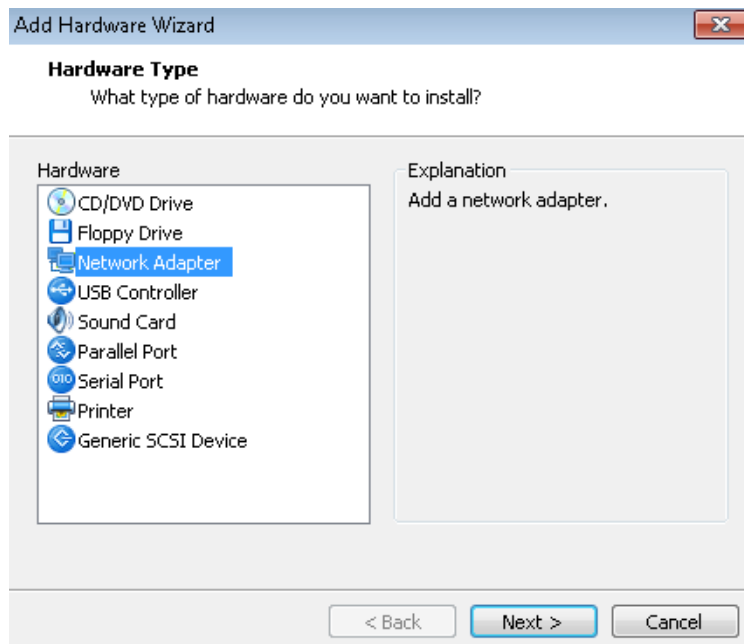 Add Hardware Wizard
Hardware Type
What type of hardware do you want to install?
Hardware
CD/DVD Drive
Floppy Drive
Network Adapter
USB Controller
Sound Card
Parallel Port
010 Serial Port
Printer
Generic SCSI Device
Explanation
Add a network adapter.
< Back
Next >
Cancel